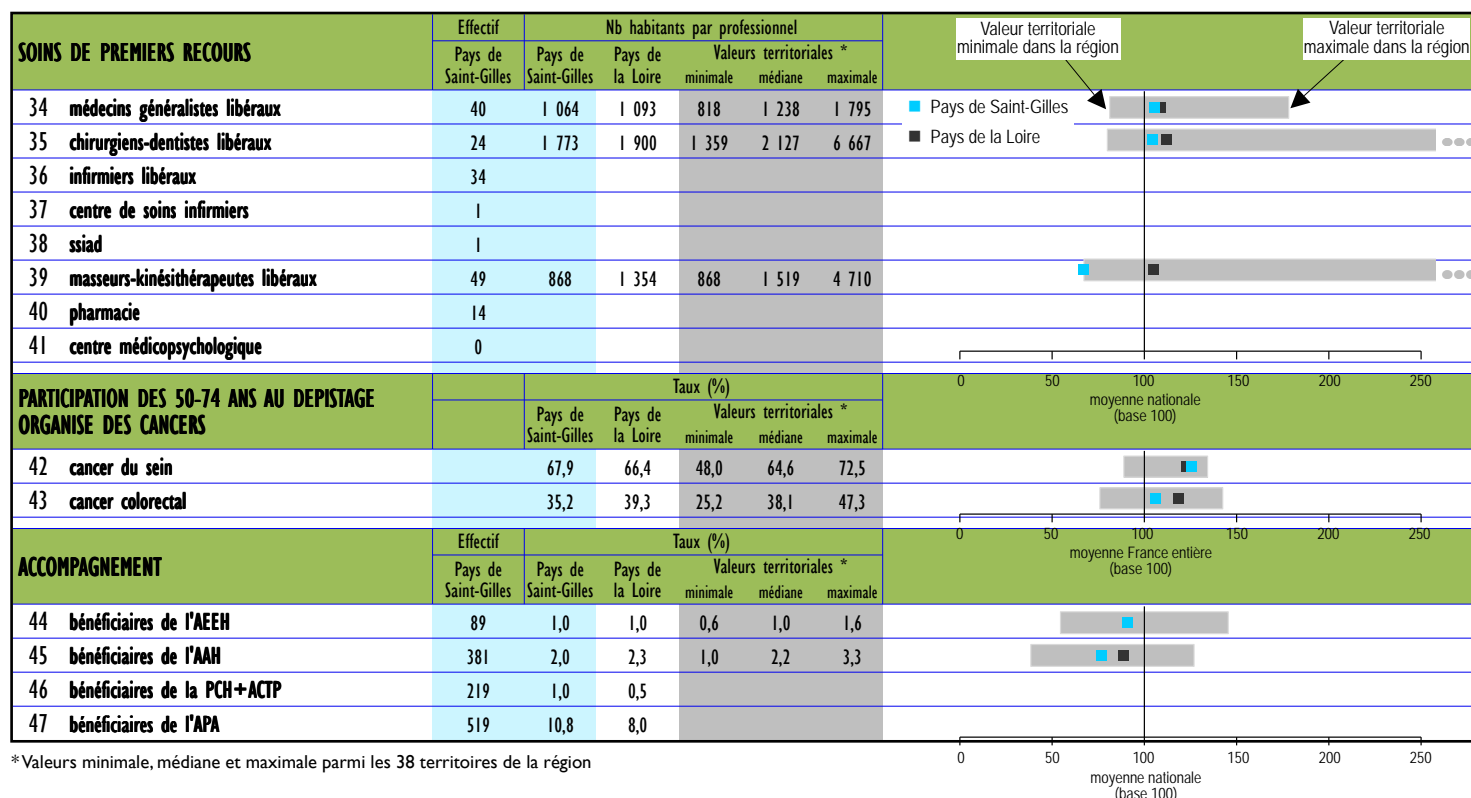 SOINS DE PREMIERS RECOURS
Effectif
Nb habitants par professionnel
Pays de Saint-Gilles
Pays de Saint-Gilles
Pays de la Loire
Valeurs territoriales *
minimale médiane maximale
Valeur territoriale minimale dans la région
Valeur territoriale maximale dans la région
Pays de Saint-Gilles
Pays de la Loire
34 médecins généralistes libéraux 40 1 064 1 093 818 1 238 1 795
35 chirurgiens-dentistes libéraux 24 1 773 1 900 1 359 2 127 6 667
36 infirmiers libéraux 34
37 centre de soins infirmiers 1
38 ssiad 1
39 masseurs-kinésithérapeutes libéraux 49 868 1 354 868 1 519 4 710
40 pharmacie 14
41 centre médicopsychologique 0
0 50 100 150 200 250
moyenne nationale
(base 100)
PARTICIPATION DES 50-74 ANS AU DEPISTAGE
ORGANISE DES CANCERS
Taux (%)
Pays de Saint-Gilles
Pays de la Loire
Valeurs territoriales *
minimale médiane maximale
42 cancer du sein 67,9 66,4 48,0 64,6 72,5
43 cancer colorectal 35,2 39,3 25,2 38,1 47,3
0 50 100 150 200 250
moyenne France entière
(base 100)
ACCOMPAGNEMENT
Effectif
Taux (%)
Pays de Saint-Gilles
Pays de Saint-Gilles
Pays de la Loire
Valeurs territoriales *
minimale médiane maximale
44 bénéficiaires de l'AEEH 89 1,0 1,0 0,6 1,0 1,6
45 bénéficiaires de l'AAH 381 2,0 2,3 1,0 2,2 3,3
46 bénéficiaires de la PCH+ACTP 219 1,0 0,5
47 bénéficiaires de l'APA 519 10,8 8,0
0 50 100 150 200 250
moyenne nationale
(base 100)
* Valeurs minimale, médiane et maximale parmi les 38 territoires de la région